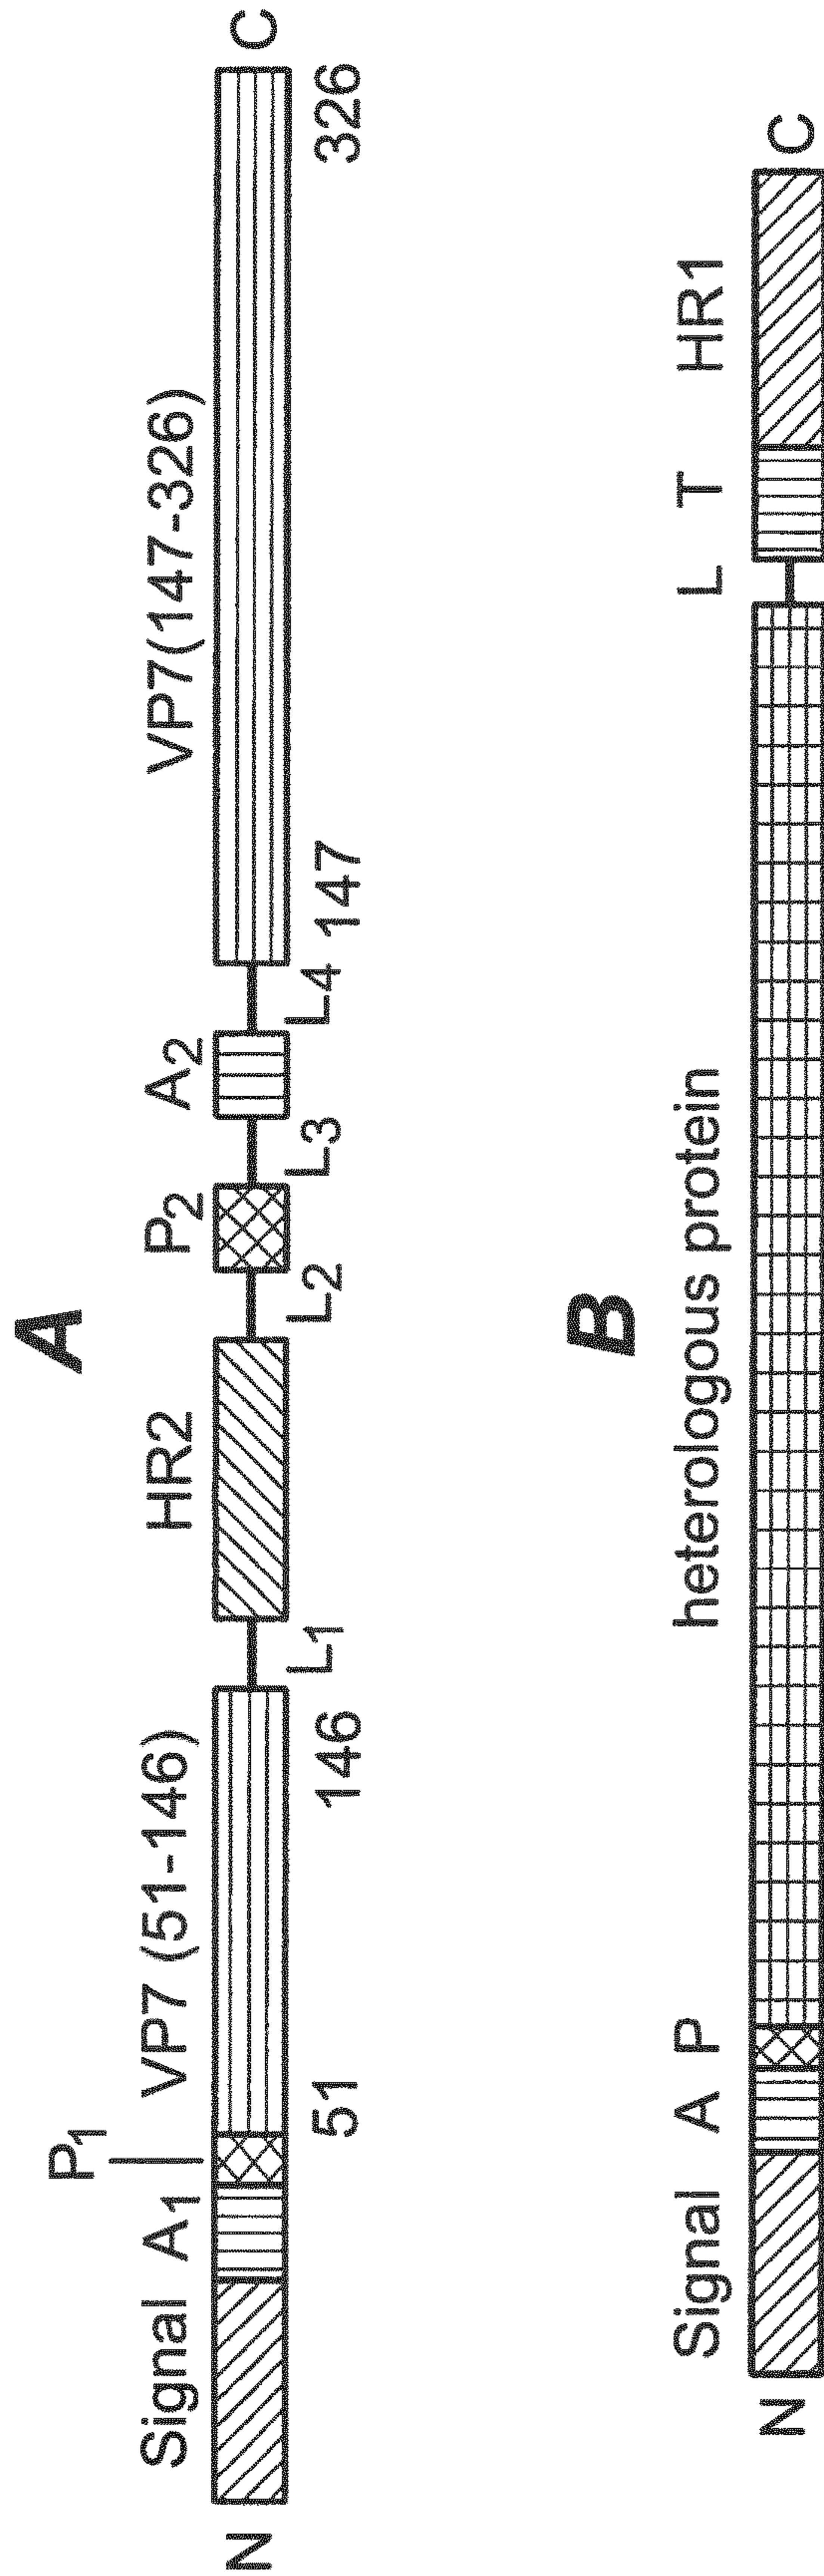 A
P1
Signal A1 VP7 (51-146) HR2 P2 A2 VP7(147-326)
N C
51 146 L1 L2 L3 L4 147 326
B
Signal A P heterologous protein L T HR1
N C